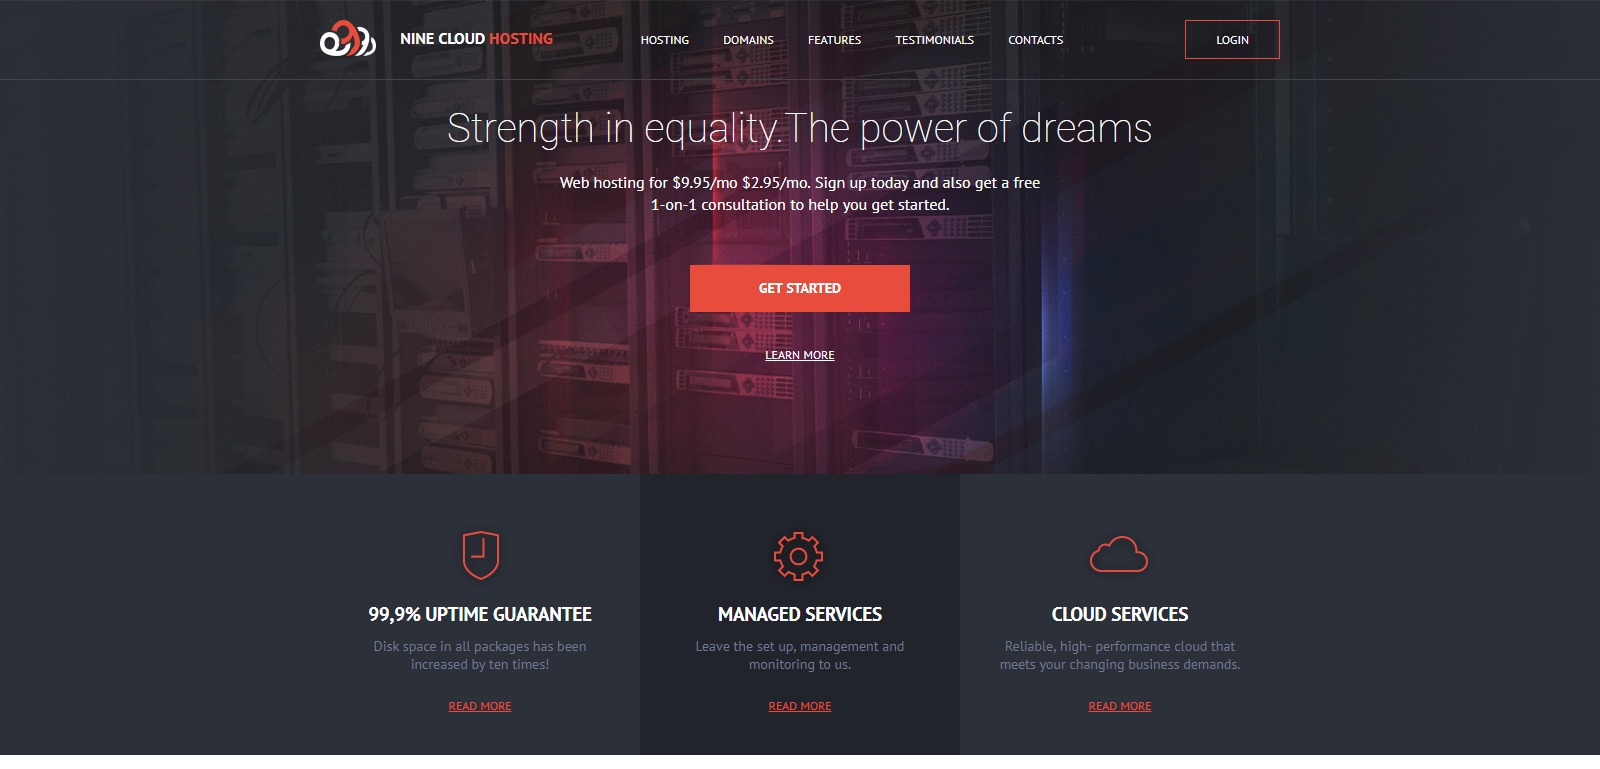 NINE CLOUD HOSTING
HOSTING
DOMAINS
FEATURES
TESTIMONIALS
CONTACTS
LOGIN
Strength in equality.The power of dreams
Web hosting for $9.95/mo $2.95/mo. Sign up today and also get a free
1-on-1 consultation to help you get started.
GET STARTED
LEARN MORE
99,9% UPTIME GUARANTEE
Disk space in all packages has been
increased by ten times!
READ MORE
MANAGED SERVICES
Leave the set up, management and
monitoring to us.
READ MORE
CLOUD SERVICES
Reliable, high- performance cloud that
meets your changing business demands.
READ MORE